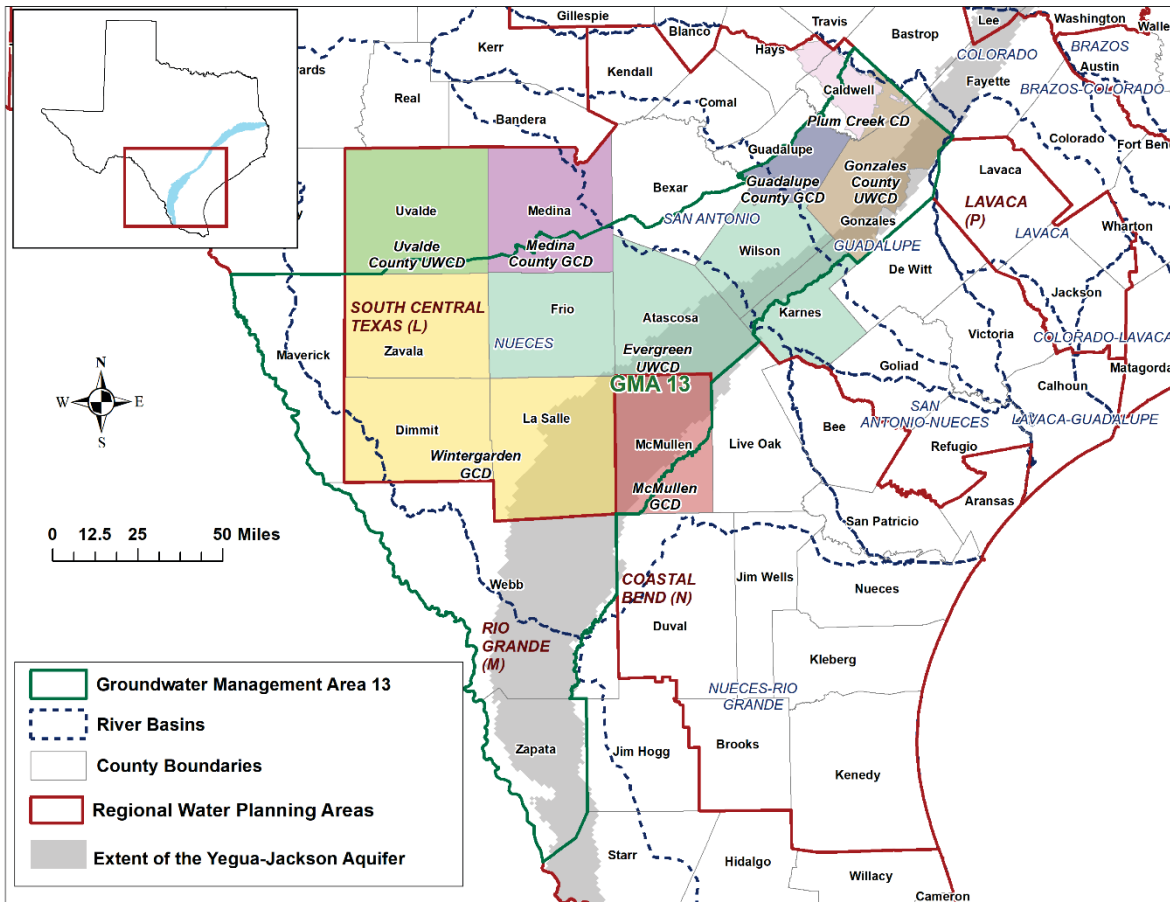 Gillespie
Blanco
Travis
Lee
Washington
Walle
Kerr
Hays
Bastrop
COLORADO
BRAZOS
Austin
Kendall
Fayette
BRAZOS-COLORADO
Real
Comal
Caldwell
Bandera
Plum Creek CD
Colorado
Fort Bend
Guadalupe
Lavaca
Uvalde
Medina
Bexar
Guadalupe
County GCD
Gonzales
County
UWCD
Gonzales
LAVACA
(P)
LAVACA
Wharton
Uvalde
County UWCD
Medina
County GCD
SAN ANTONIO
Wilson
GUADALUPE
De Witt
SOUTH CENTRAL
TEXAS (L)
Frio
Atascosa
Karnes
Jackson
Maverick
Zavala
NUECES
Evergreen
UWCD
Victoria
COLORADO-LAVACA
Goliad
Matagorda
GMA 13
Calhoun
Dimmit
La Salle
McMullen
Live Oak
Bee
SAN
ANTONIO-NUECES
LAVACA-GUADALUPE
Refugio
Wintergarden
GCD
McMullen
GCD
Aransas
San Patricio
N
W
E
S
0 12.5 25 50 Miles
Webb
COASTAL
BEND (N)
Jim Wells
Nueces
Duval
RIO
GRANDE
(M)
Kleberg
NUECES-RIO
GRANDE
Zapata
Jim Hogg
Brooks
Kenedy
Starr
Hidalgo
Willacy
Cameron
Groundwater Management Area 13
River Basins
County Boundaries
Regional Water Planning Areas
Extent of the Yegua-Jackson Aquifer